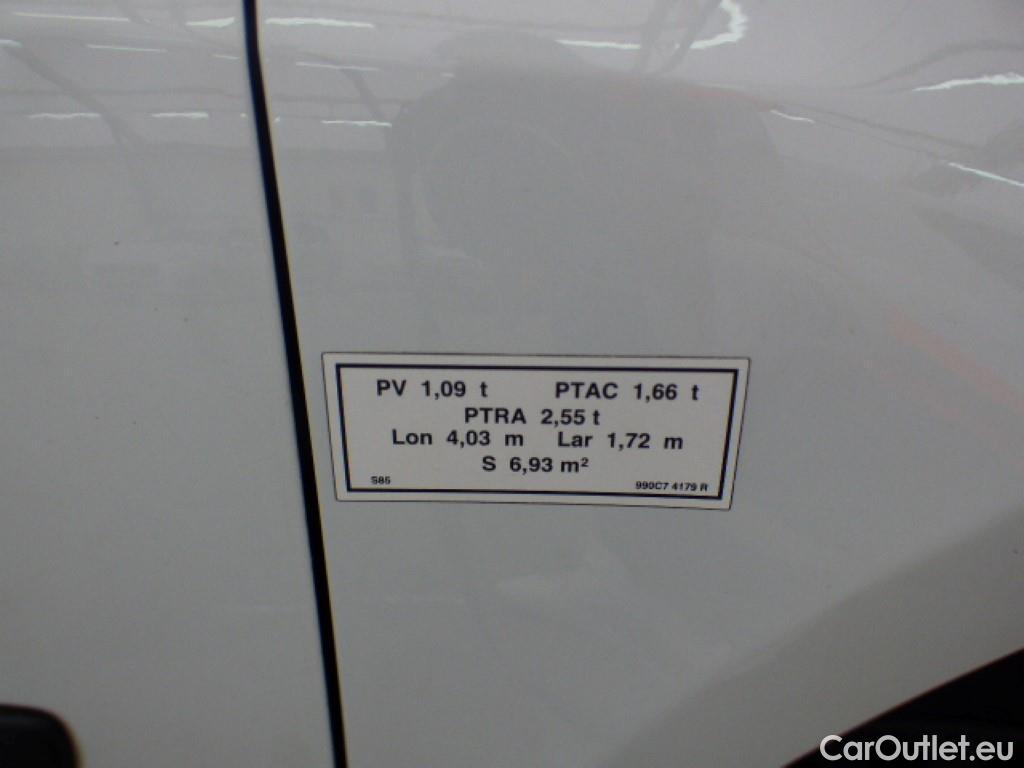 PV 1,09 t PTAC 1,66 t
PTRA 2,55 t
Lon 4,03 m Lar 1,72 m
S 6,93 m²
S85 990C7 4179 R
CarOutlet.eu